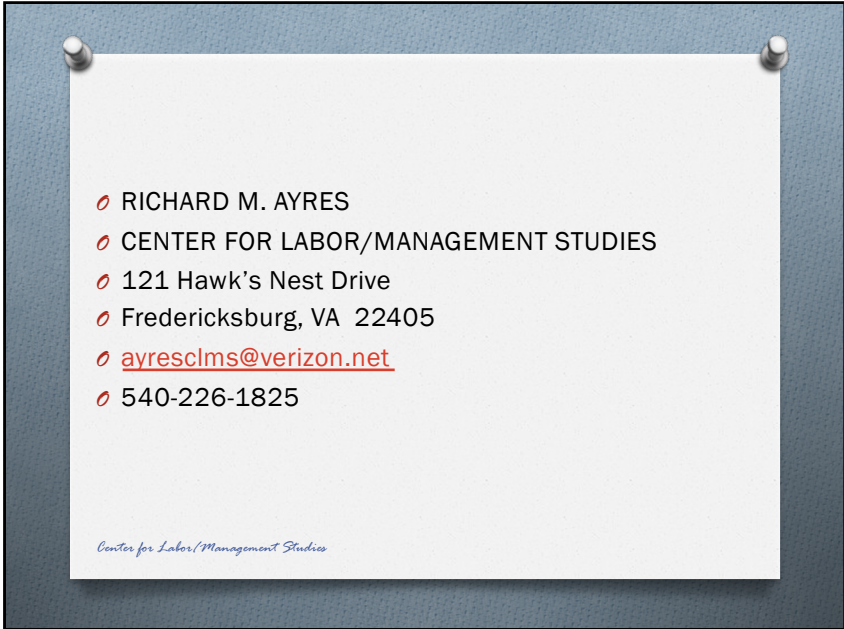 RICHARD M. AYRES
CENTER FOR LABOR/MANAGEMENT STUDIES
121 Hawk’s Nest Drive
Fredericksburg, VA  22405
ayresclms@verizon.net
540-226-1825
Center for Labor/Management Studies